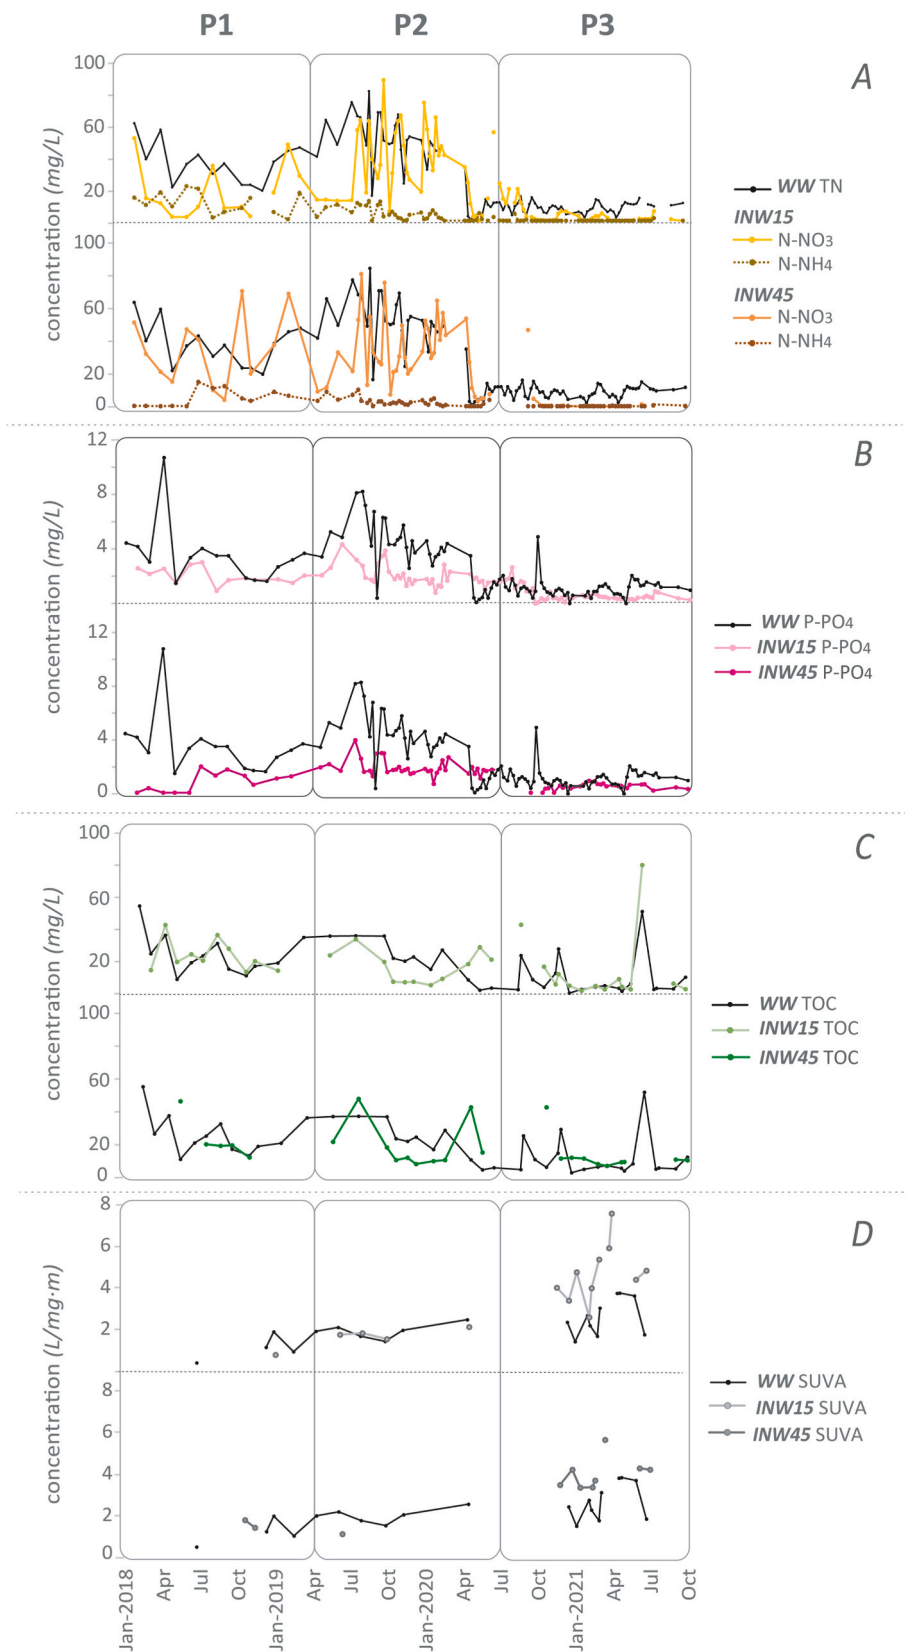 P1 P2 P3
A
concentration (mg/L)
100
60
20
100
60
20
0
WW TN
INW15
N-NO3
N-NH4
INW45
N-NO3
N-NH4
B
concentration (mg/L)
12
8
4
12
8
4
0
WW P-PO4
INW15 P-PO4
INW45 P-PO4
C
concentration (mg/L)
100
60
20
100
60
20
0
WW TOC
INW15 TOC
INW45 TOC
D
concentration (L/mg·m)
8
6
4
2
8
6
4
2
0
WW SUVA
INW15 SUVA
INW45 SUVA
Jan-2018 Apr Jul Oct Jan-2019 Apr Jul Oct Jan-2020 Apr Jul Oct Jan-2021 Apr Jul Oct